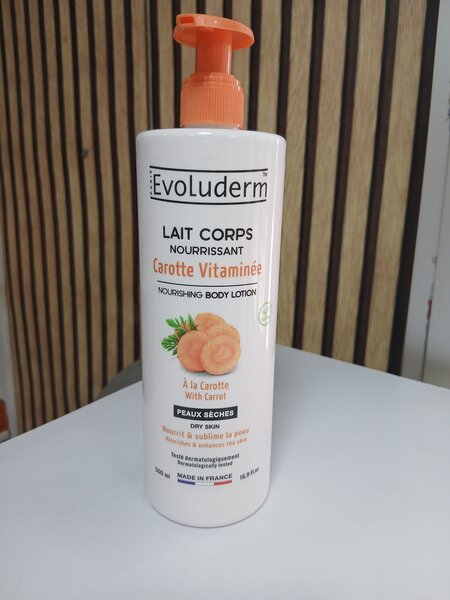 PARIS
EvoLuderm™
LAIT CORPS
NOURRISSANT
Carotte Vitaminée
NOURISHING BODY LOTION
À la Carotte
With Carrot
PEAUX SÈCHES
DRY SKIN
Nourrit & sublime la peau
Nourishes & enhances the skin
Testé dermatologiquement
Dermatologically tested
500 ml MADE IN FRANCE 16.9 fl.oz